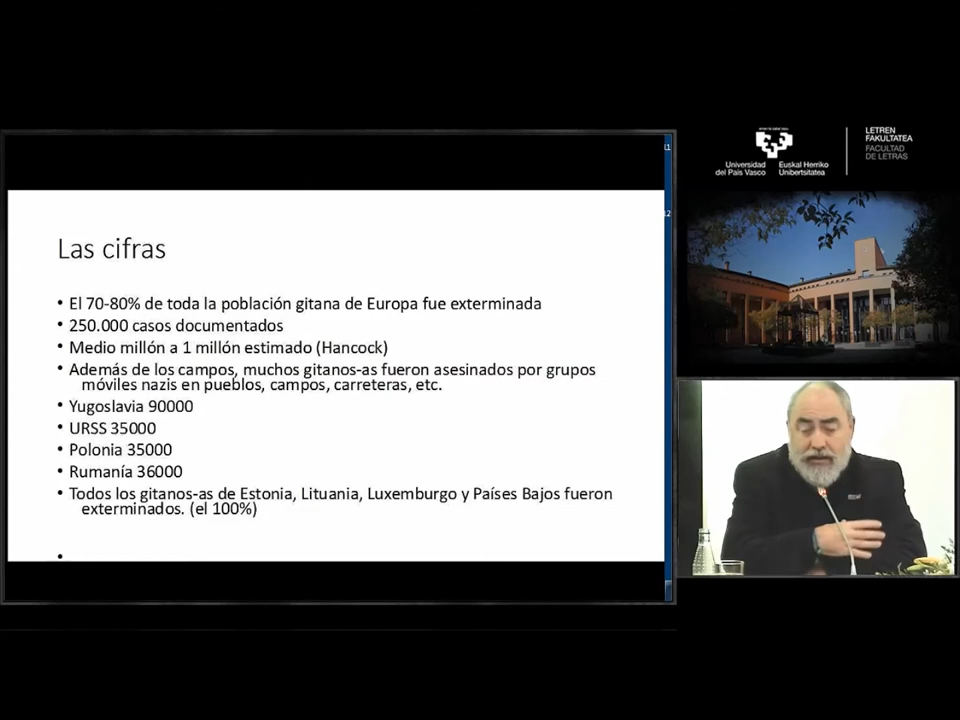 Las cifras
• El 70-80% de toda la población gitana de Europa fue exterminada
• 250.000 casos documentados
• Medio millón a 1 millón estimado (Hancock)
• Además de los campos, muchos gitanos-as fueron asesinados por grupos
móviles nazis en pueblos, campos, carreteras, etc.
• Yugoslavia 90000
• URSS 35000
• Polonia 35000
• Rumanía 36000
• Todos los gitanos-as de Estonia, Lituania, Luxemburgo y Países Bajos fueron
exterminados. (el 100%)
•
11
12
Universidad
del País Vasco
Euskal Herriko
Unibertsitatea
LETREN
FAKULTATEA
FACULTAD
DE LETRAS